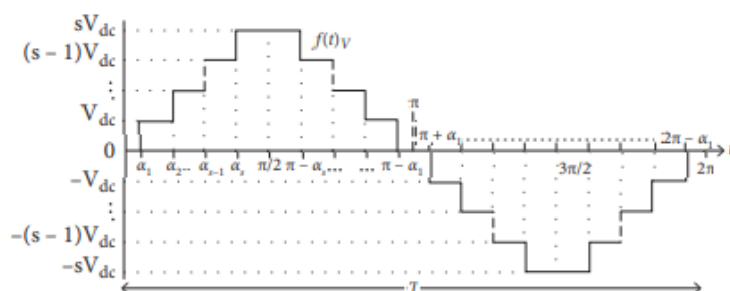 sV_dc
(s – 1)V_dc
f(t)_V
⋮
V_dc
π
π + α_1
2π – α_1
0
α_1 α_2.. α_{s–1} α_s π/2 π – α_s... ... π – α_1 3π/2 2π t
–V_dc
⋮
–(s – 1)V_dc
–sV_dc
T